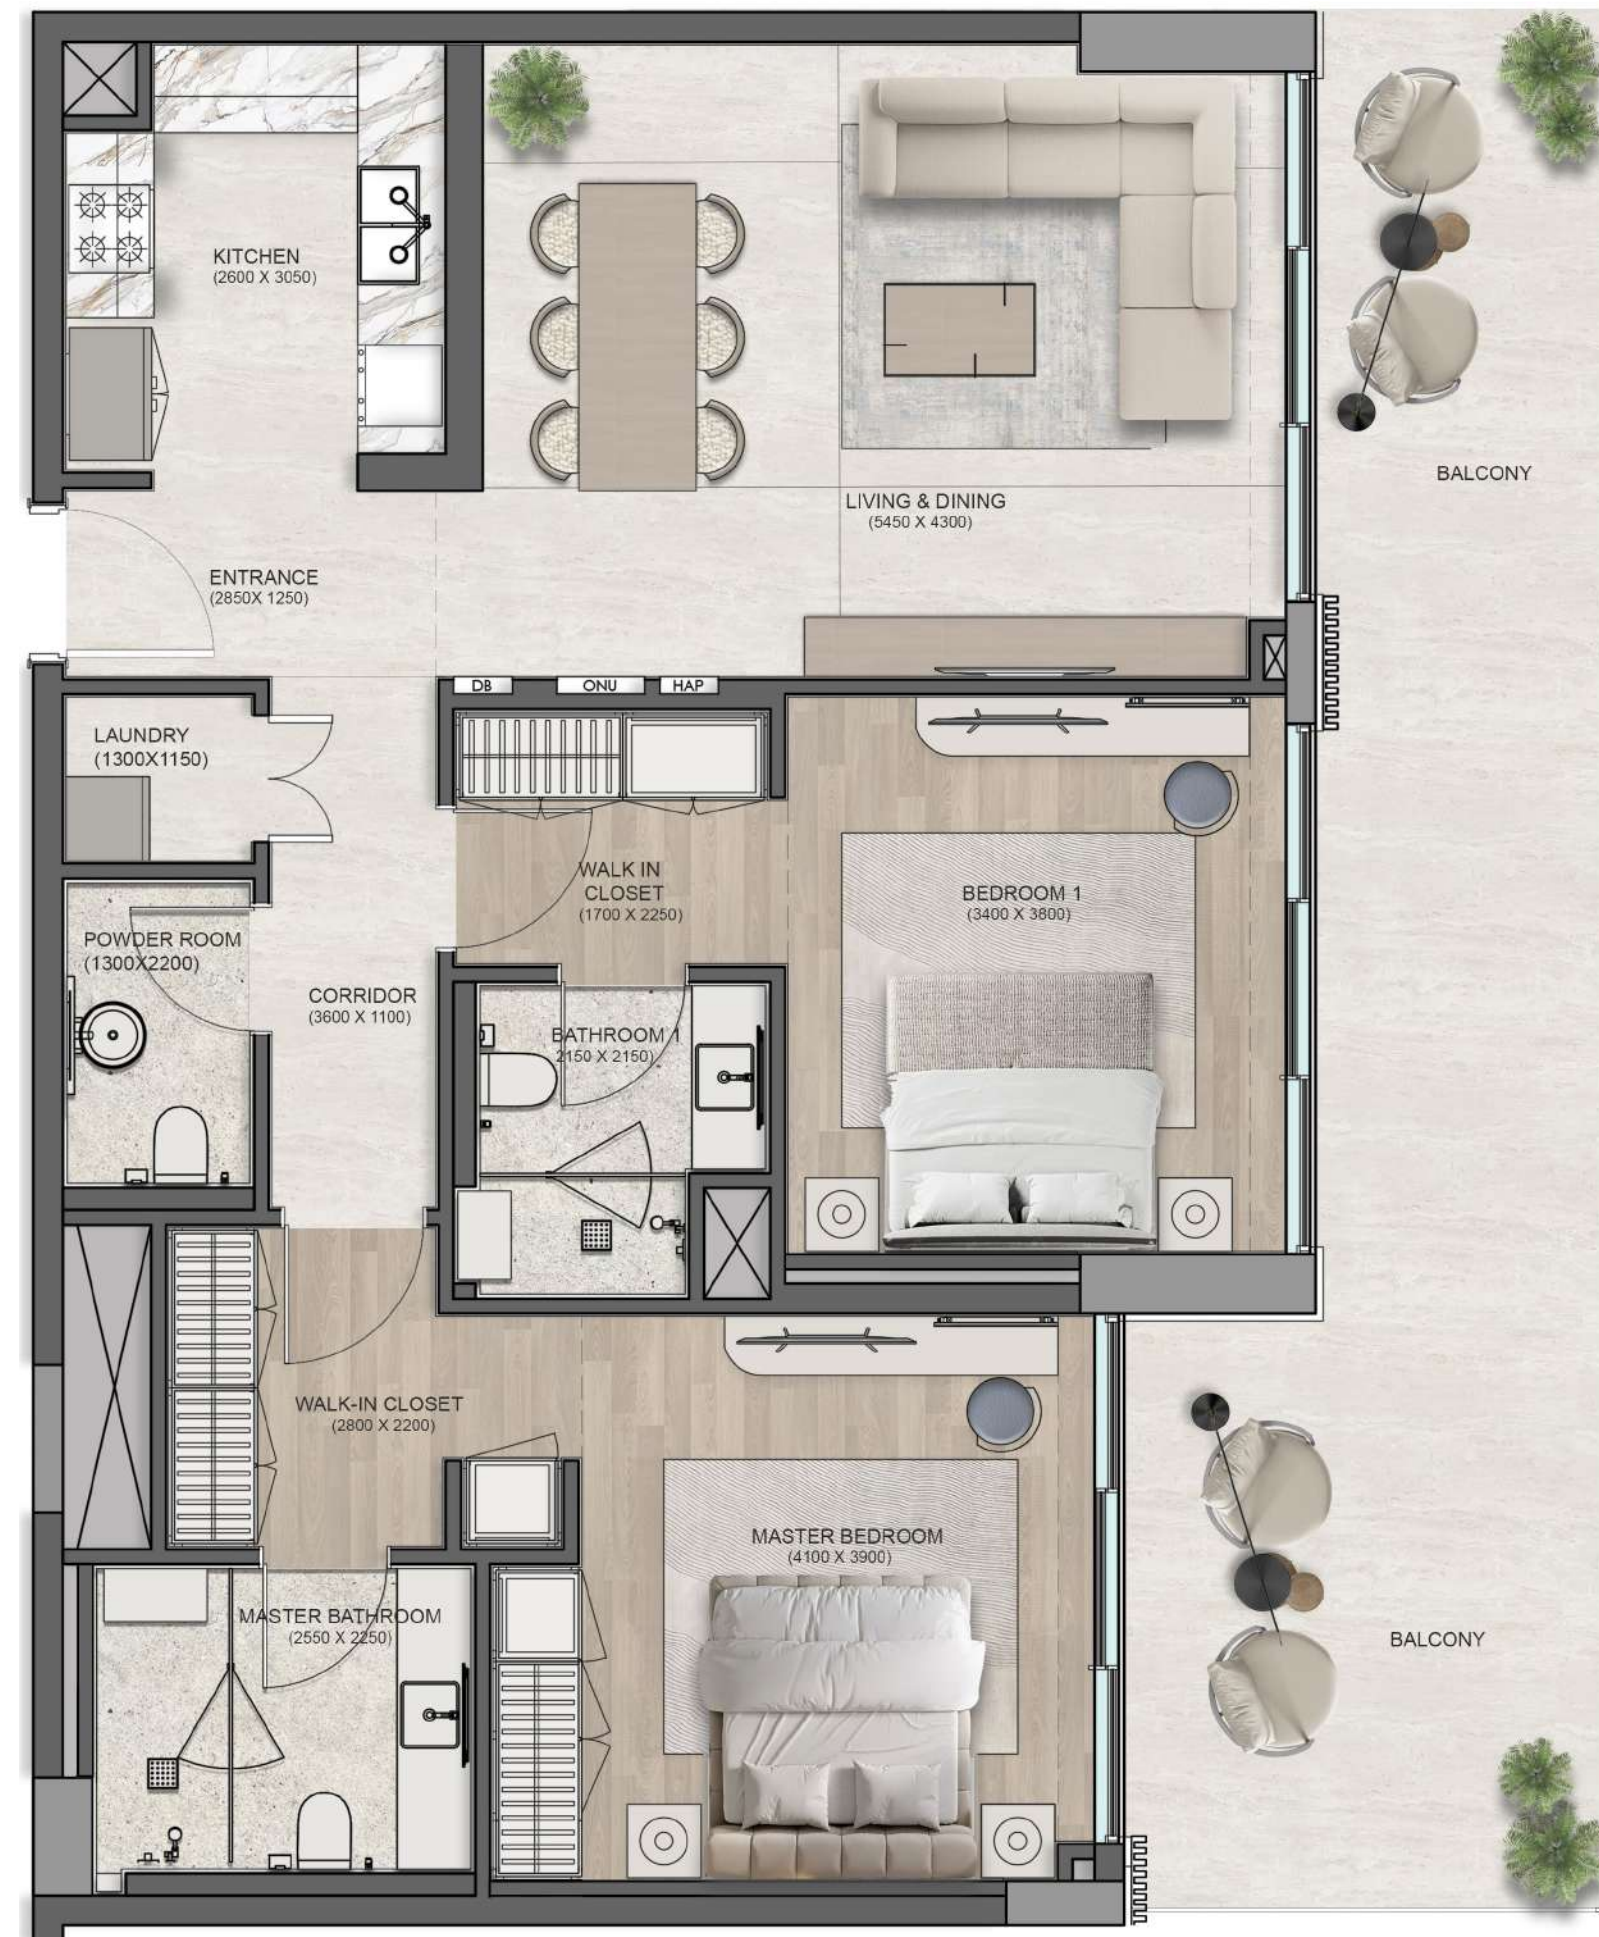 KITCHEN
(2600 X 3050)
BALCONY
LIVING & DINING
(5450 X 4300)
ENTRANCE
(2850X 1250)
DB
ONU
HAP
LAUNDRY
(1300X1150)
WALK IN
CLOSET
(1700 X 2250)
BEDROOM 1
(3400 X 3800)
POWDER ROOM
(1300X2200)
CORRIDOR
(3600 X 1100)
BATHROOM 1
2150 X 2150)
WALK-IN CLOSET
(2800 X 2200)
MASTER BEDROOM
(4100 X 3900)
MASTER BATHROOM
(2550 X 2250)
BALCONY